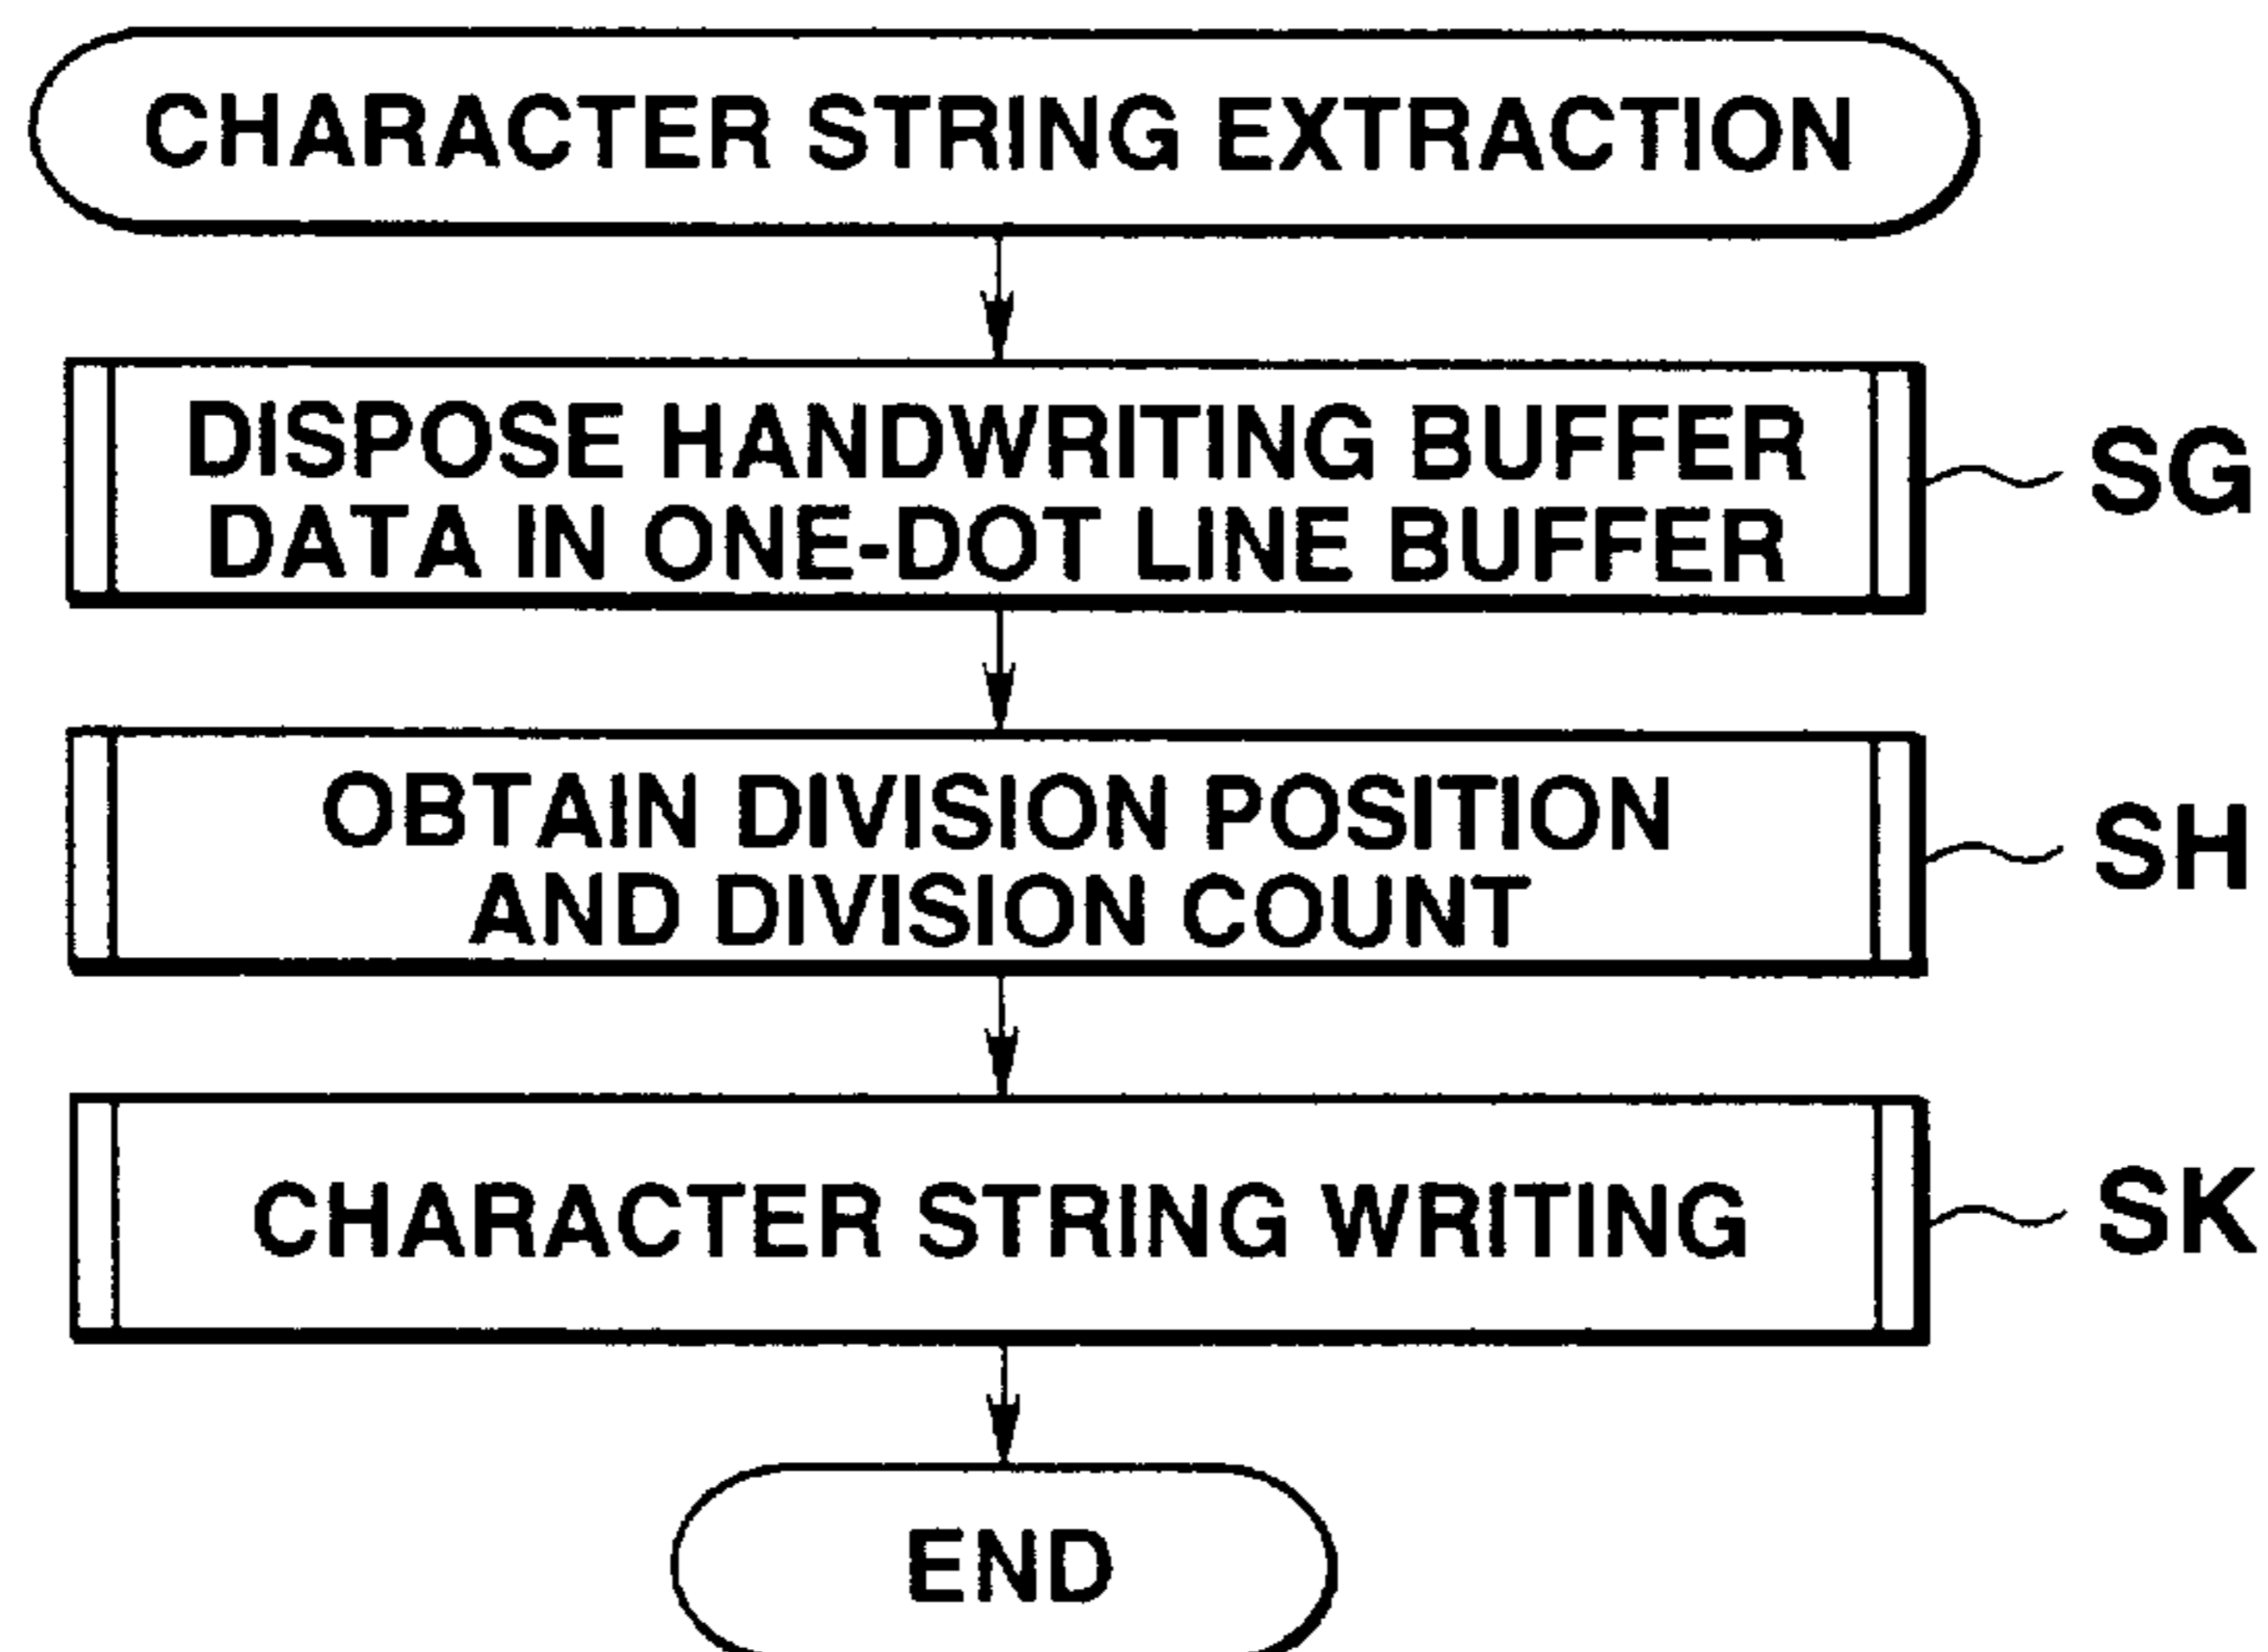 CHARACTER STRING EXTRACTION
DISPOSE HANDWRITING BUFFER
DATA IN ONE-DOT LINE BUFFER
SG
OBTAIN DIVISION POSITION
AND DIVISION COUNT
SH
CHARACTER STRING WRITING
SK
END